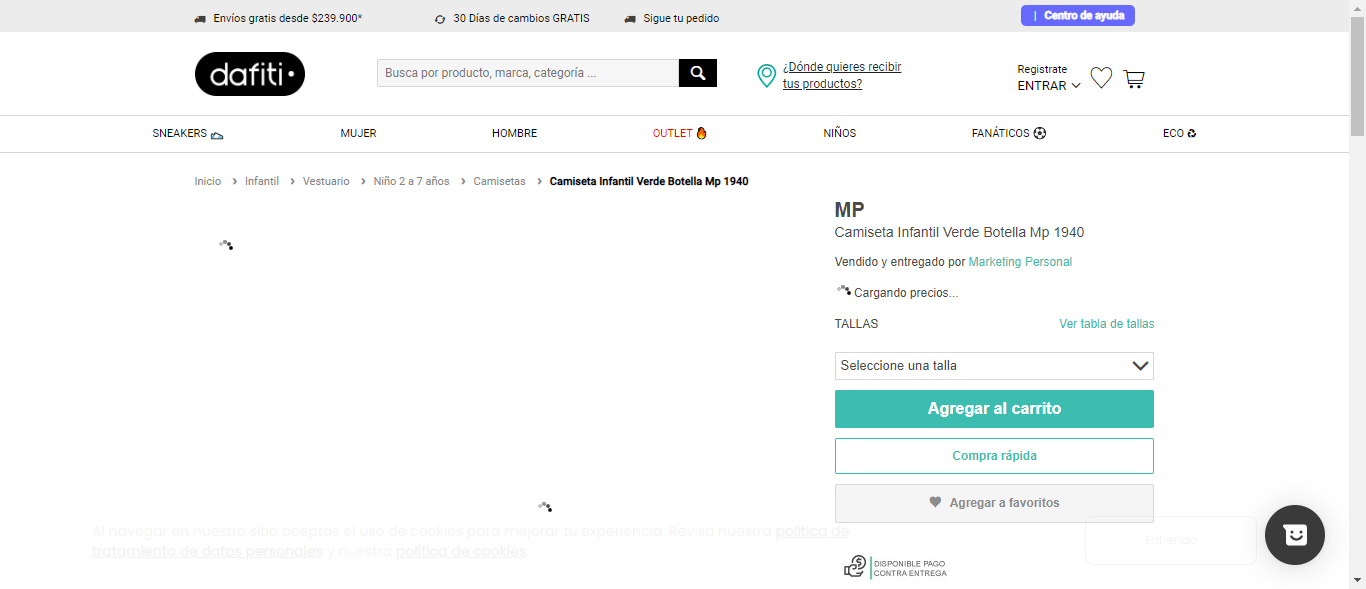 Envíos gratis desde $239.900*
30 Días de cambios GRATIS
Sigue tu pedido
| Centro de ayuda
dafiti
Busca por producto, marca, categoría ...
¿Dónde quieres recibir
tus productos?
Registrate
ENTRAR
SNEAKERS
MUJER
HOMBRE
OUTLET
NIÑOS
FANÁTICOS
ECO
Inicio › Infantil › Vestuario › Niño 2 a 7 años › Camisetas › Camiseta Infantil Verde Botella Mp 1940
MP
Camiseta Infantil Verde Botella Mp 1940
Vendido y entregado por Marketing Personal
Cargando precios...
TALLAS
Ver tabla de tallas
Seleccione una talla
Agregar al carrito
Compra rápida
Agregar a favoritos
Al navegar en nuestro sitio aceptas el uso de cookies para mejorar tu experiencia. Revisa nuestra política de
tratamiento de datos personales y nuestra política de cookies
Entiendo
DISPONIBLE PAGO
CONTRA ENTREGA